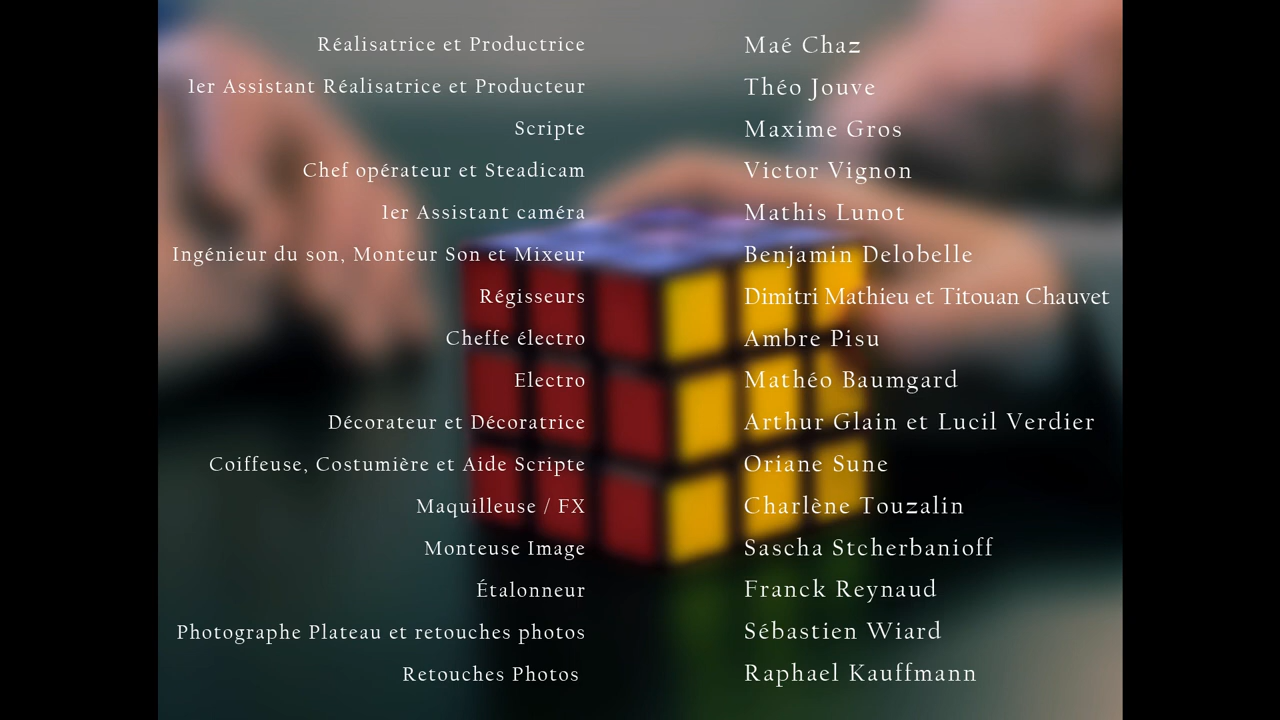 Réalisatrice et Productrice Maé Chaz
1er Assistant Réalisatrice et Producteur Théo Jouve
Scripte Maxime Gros
Chef opérateur et Steadicam Victor Vignon
1er Assistant caméra Mathis Lunot
Ingénieur du son, Monteur Son et Mixeur Benjamin Delobelle
Régisseurs Dimitri Mathieu et Titouan Chauvet
Cheffe électro Ambre Pisu
Electro Mathéo Baumgard
Décorateur et Décoratrice Arthur Glain et Lucil Verdier
Coiffeuse, Costumière et Aide Scripte Oriane Sune
Maquilleuse / FX Charlène Touzalin
Monteuse Image Sascha Stcherbanioff
Étalonneur Franck Reynaud
Photographe Plateau et retouches photos Sébastien Wiard
Retouches Photos Raphael Kauffmann